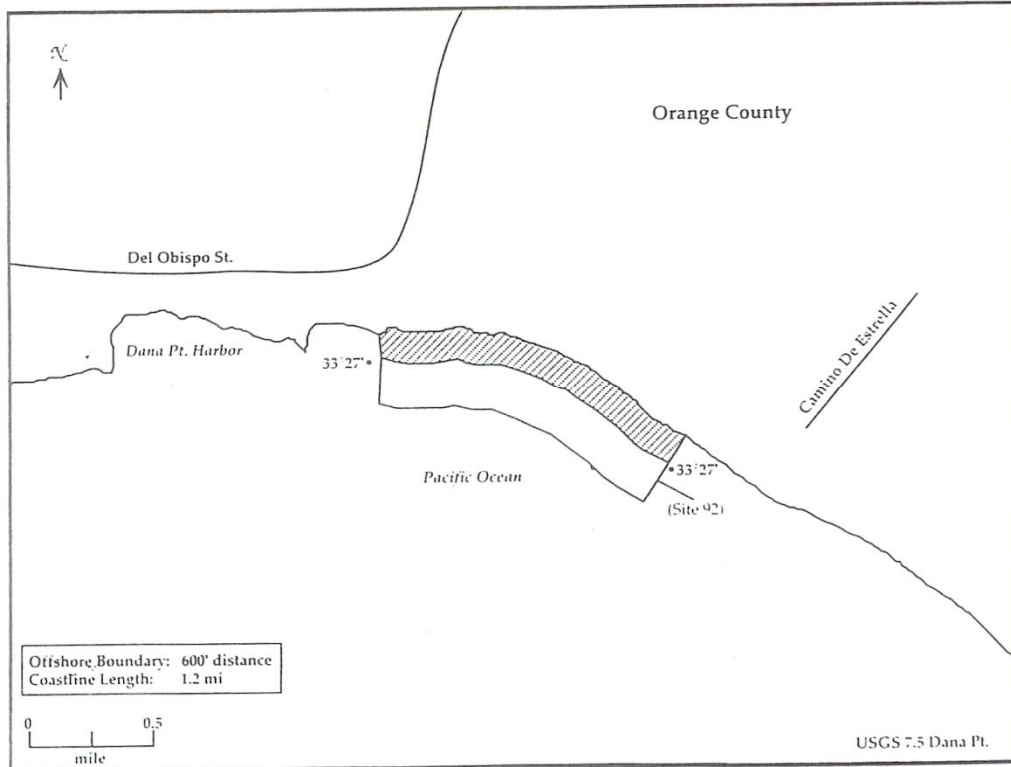 N
Orange County
Del Obispo St.
Dana Pt. Harbor
33°27'
Camino De Estrella
Pacific Ocean
33°27'
(Site 92)
Offshore Boundary: 600' distance
Coastline Length: 1.2 mi
0 0.5
mile
USGS 7.5 Dana Pt.